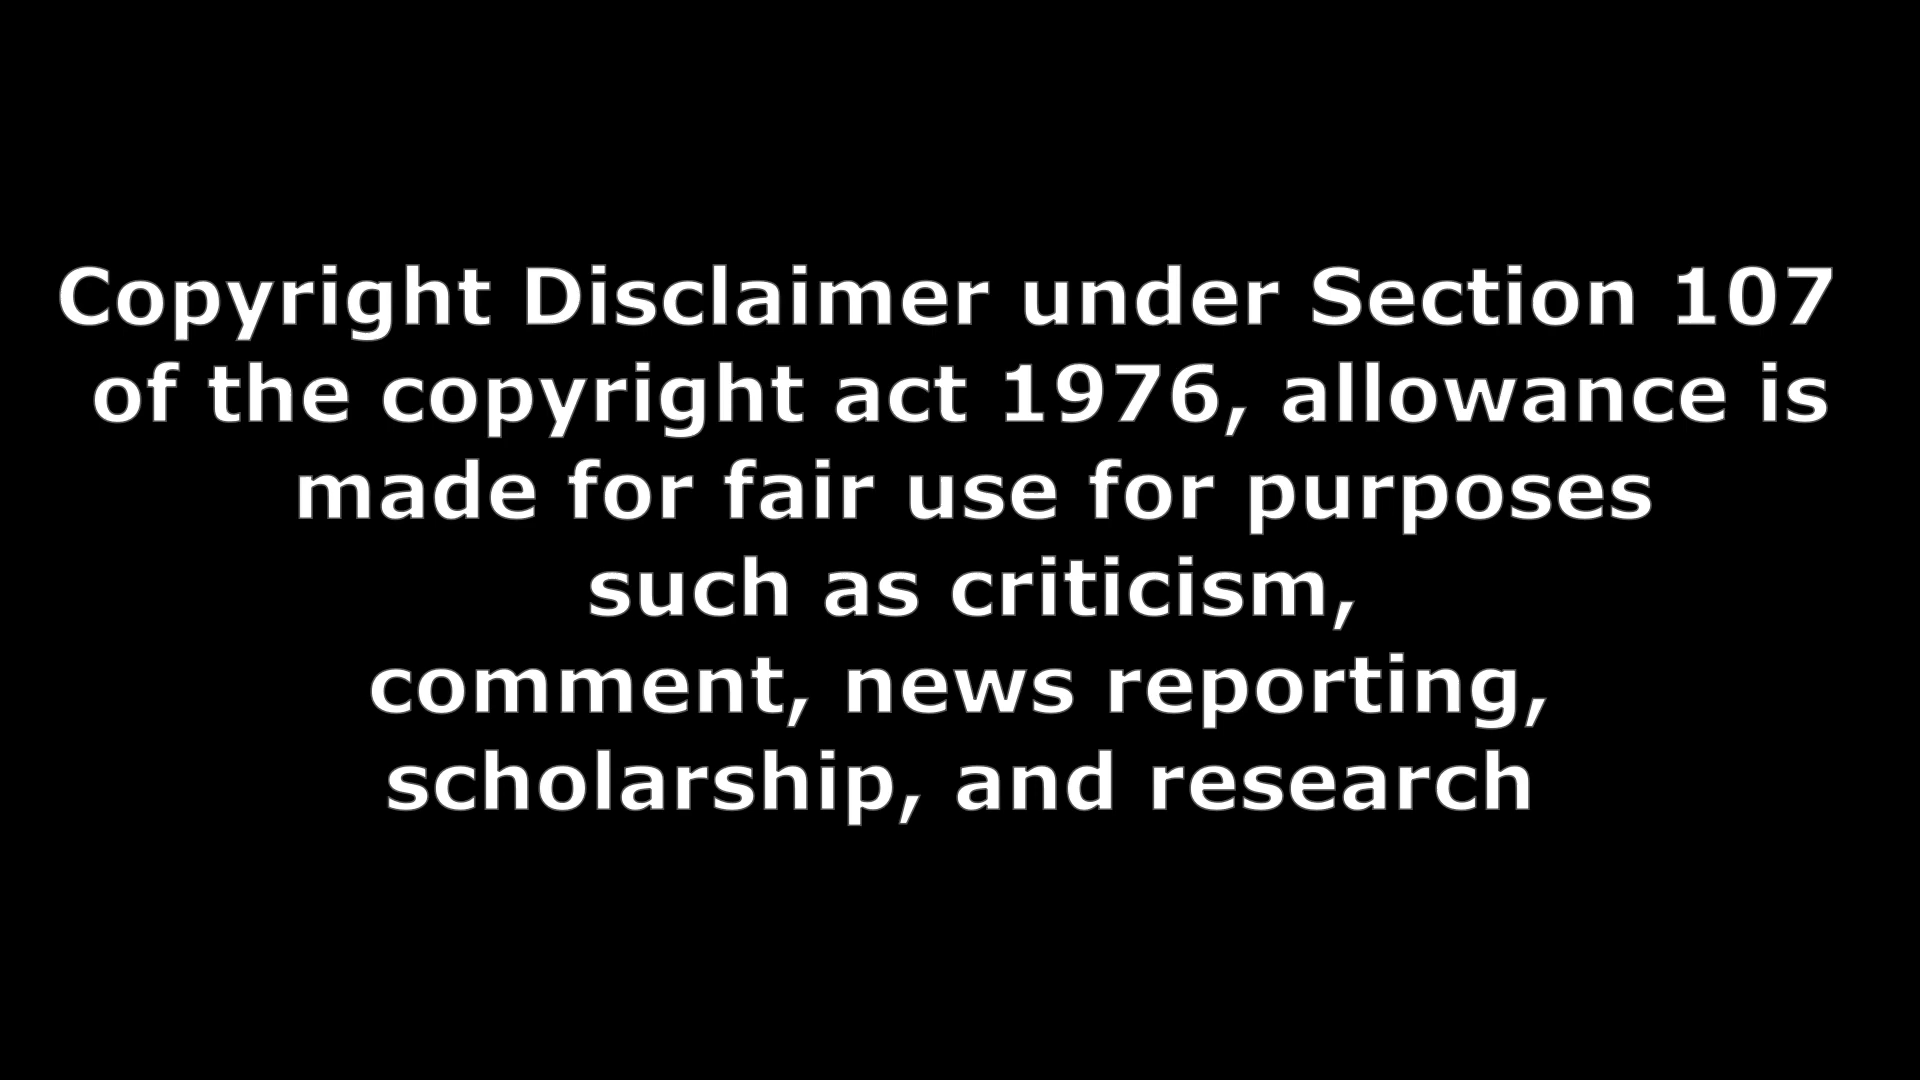 Copyright Disclaimer under Section 107
of the copyright act 1976, allowance is
made for fair use for purposes
such as criticism,
comment, news reporting,
scholarship, and research